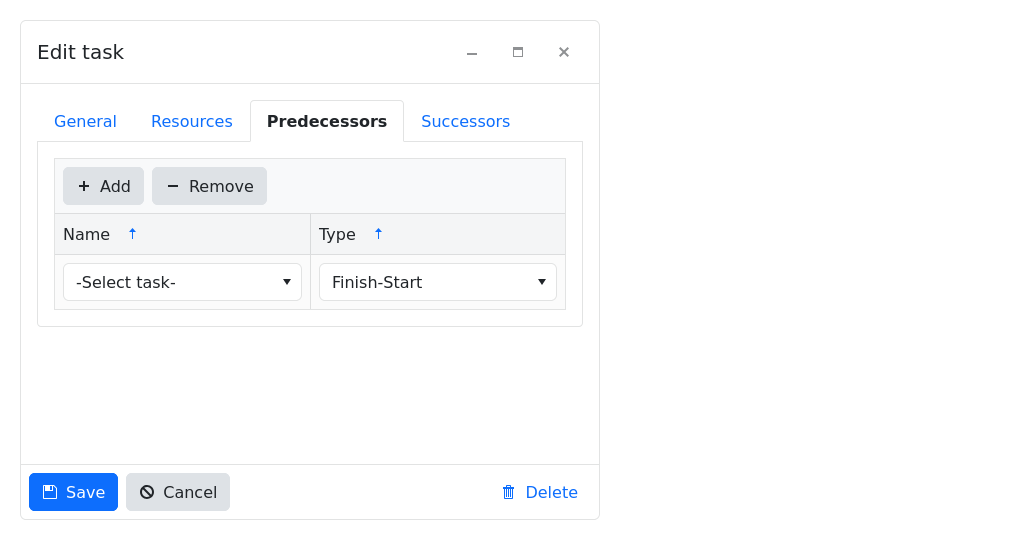 Edit task
General Resources Predecessors Successors
Add Remove
Name Type
-Select task- Finish-Start
Save Cancel Delete